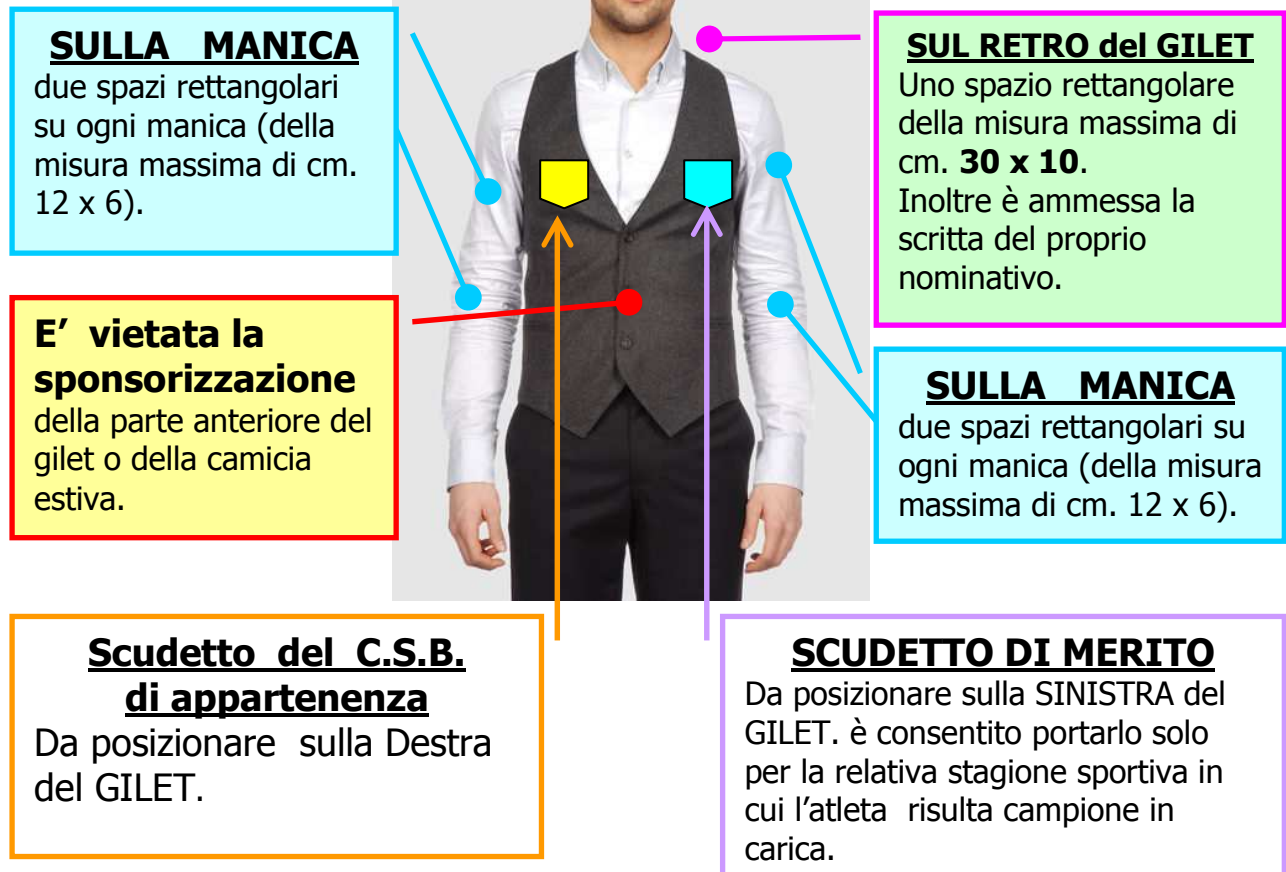 SULLA MANICA
due spazi rettangolari
su ogni manica (della
misura massima di cm.
12 x 6).
E’ vietata la
sponsorizzazione
della parte anteriore del
gilet o della camicia
estiva.
SUL RETRO del GILET
Uno spazio rettangolare
della misura massima di
cm. 30 x 10.
Inoltre è ammessa la
scritta del proprio
nominativo.
SULLA MANICA
due spazi rettangolari su
ogni manica (della misura
massima di cm. 12 x 6).
Scudetto del C.S.B.
di appartenenza
Da posizionare sulla Destra
del GILET.
SCUDETTO DI MERITO
Da posizionare sulla SINISTRA del
GILET. è consentito portarlo solo
per la relativa stagione sportiva in
cui l’atleta risulta campione in
carica.